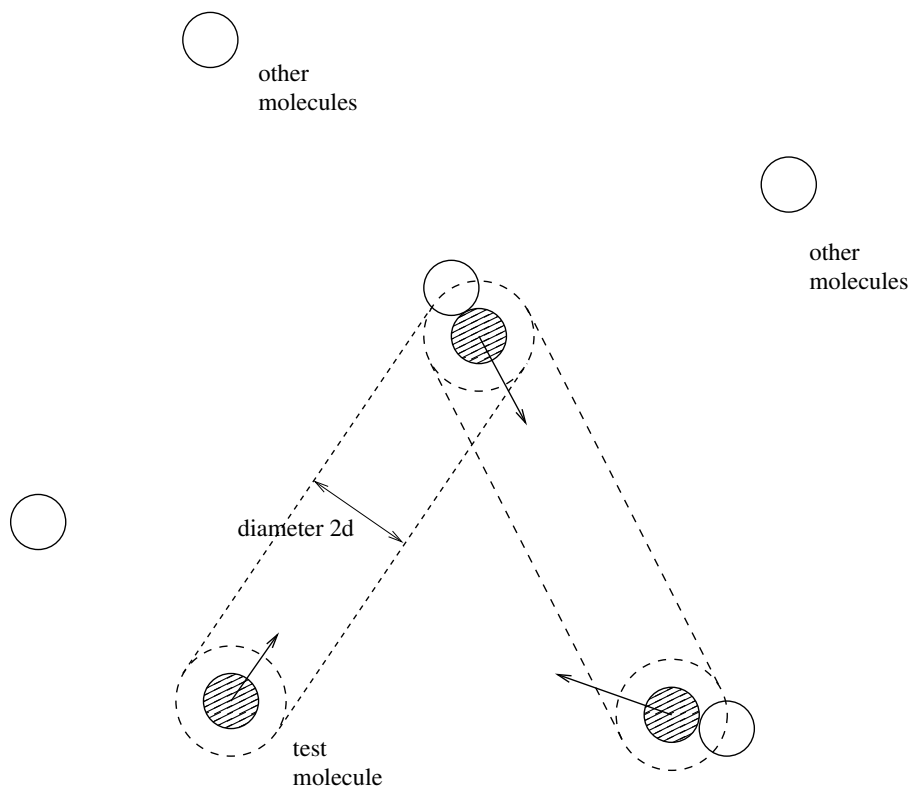 other
molecules
other
molecules
diameter 2d
test
molecule